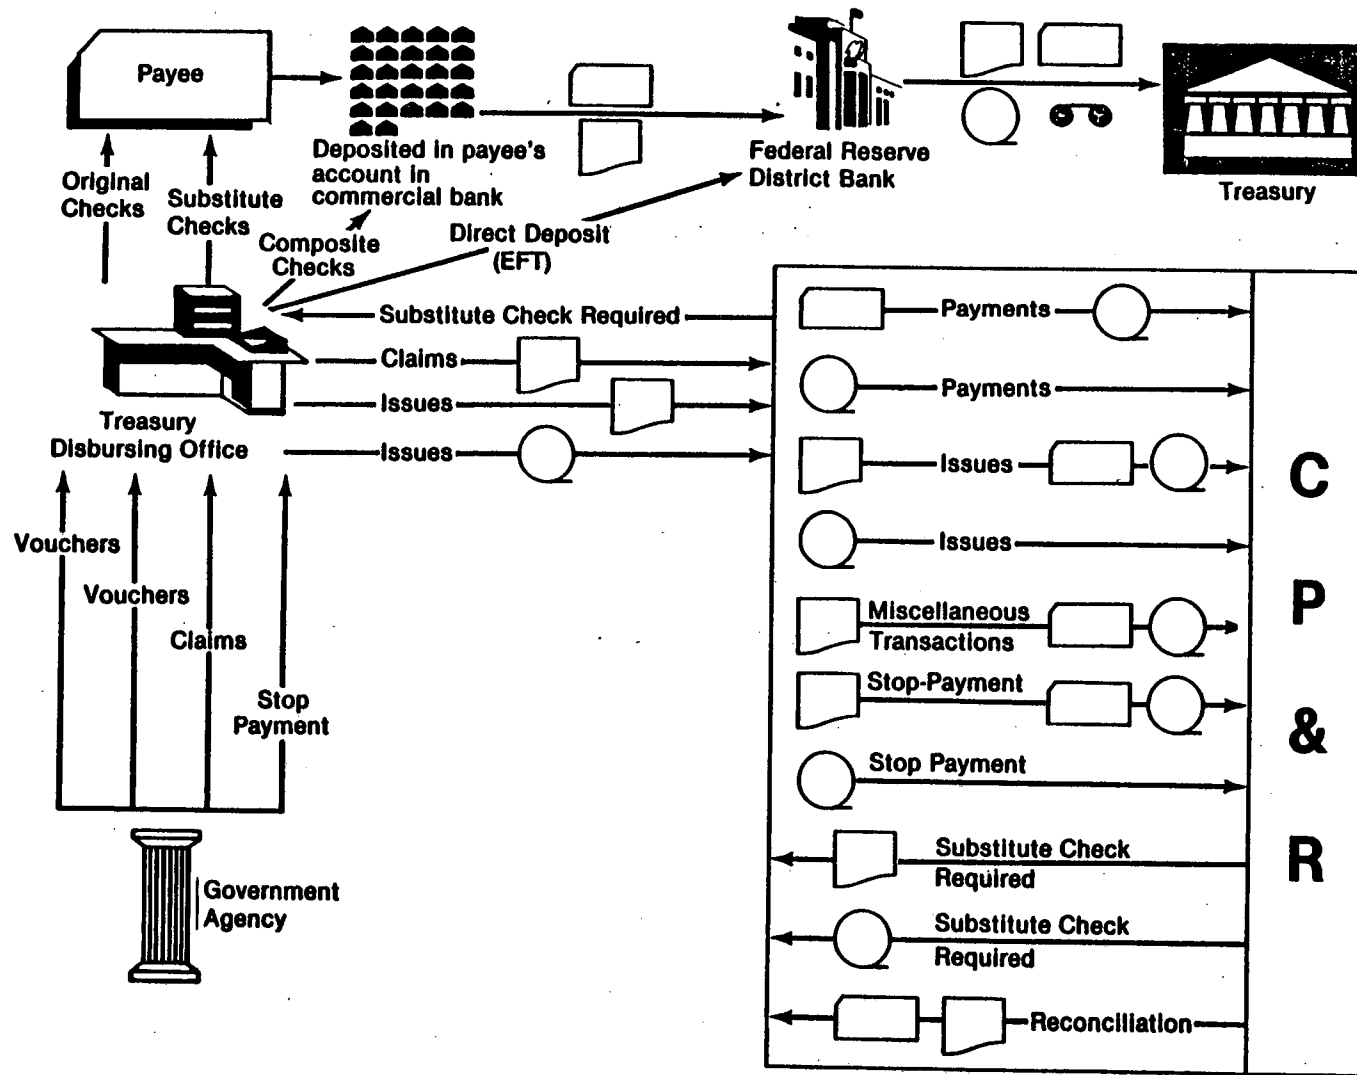 Payee
Deposited in payee's
account in
commercial bank
Federal Reserve
District Bank
Treasury
Original
Checks
Substitute
Checks
Composite
Checks
Direct Deposit
(EFT)
Substitute Check Required
Claims
Issues
Issues
Treasury
Disbursing Office
Vouchers
Vouchers
Claims
Stop
Payment
Government
Agency
Payments
Payments
Issues
Issues
Miscellaneous
Transactions
Stop-Payment
Stop Payment
Substitute Check
Required
Substitute Check
Required
Reconciliation
C
P
&
R